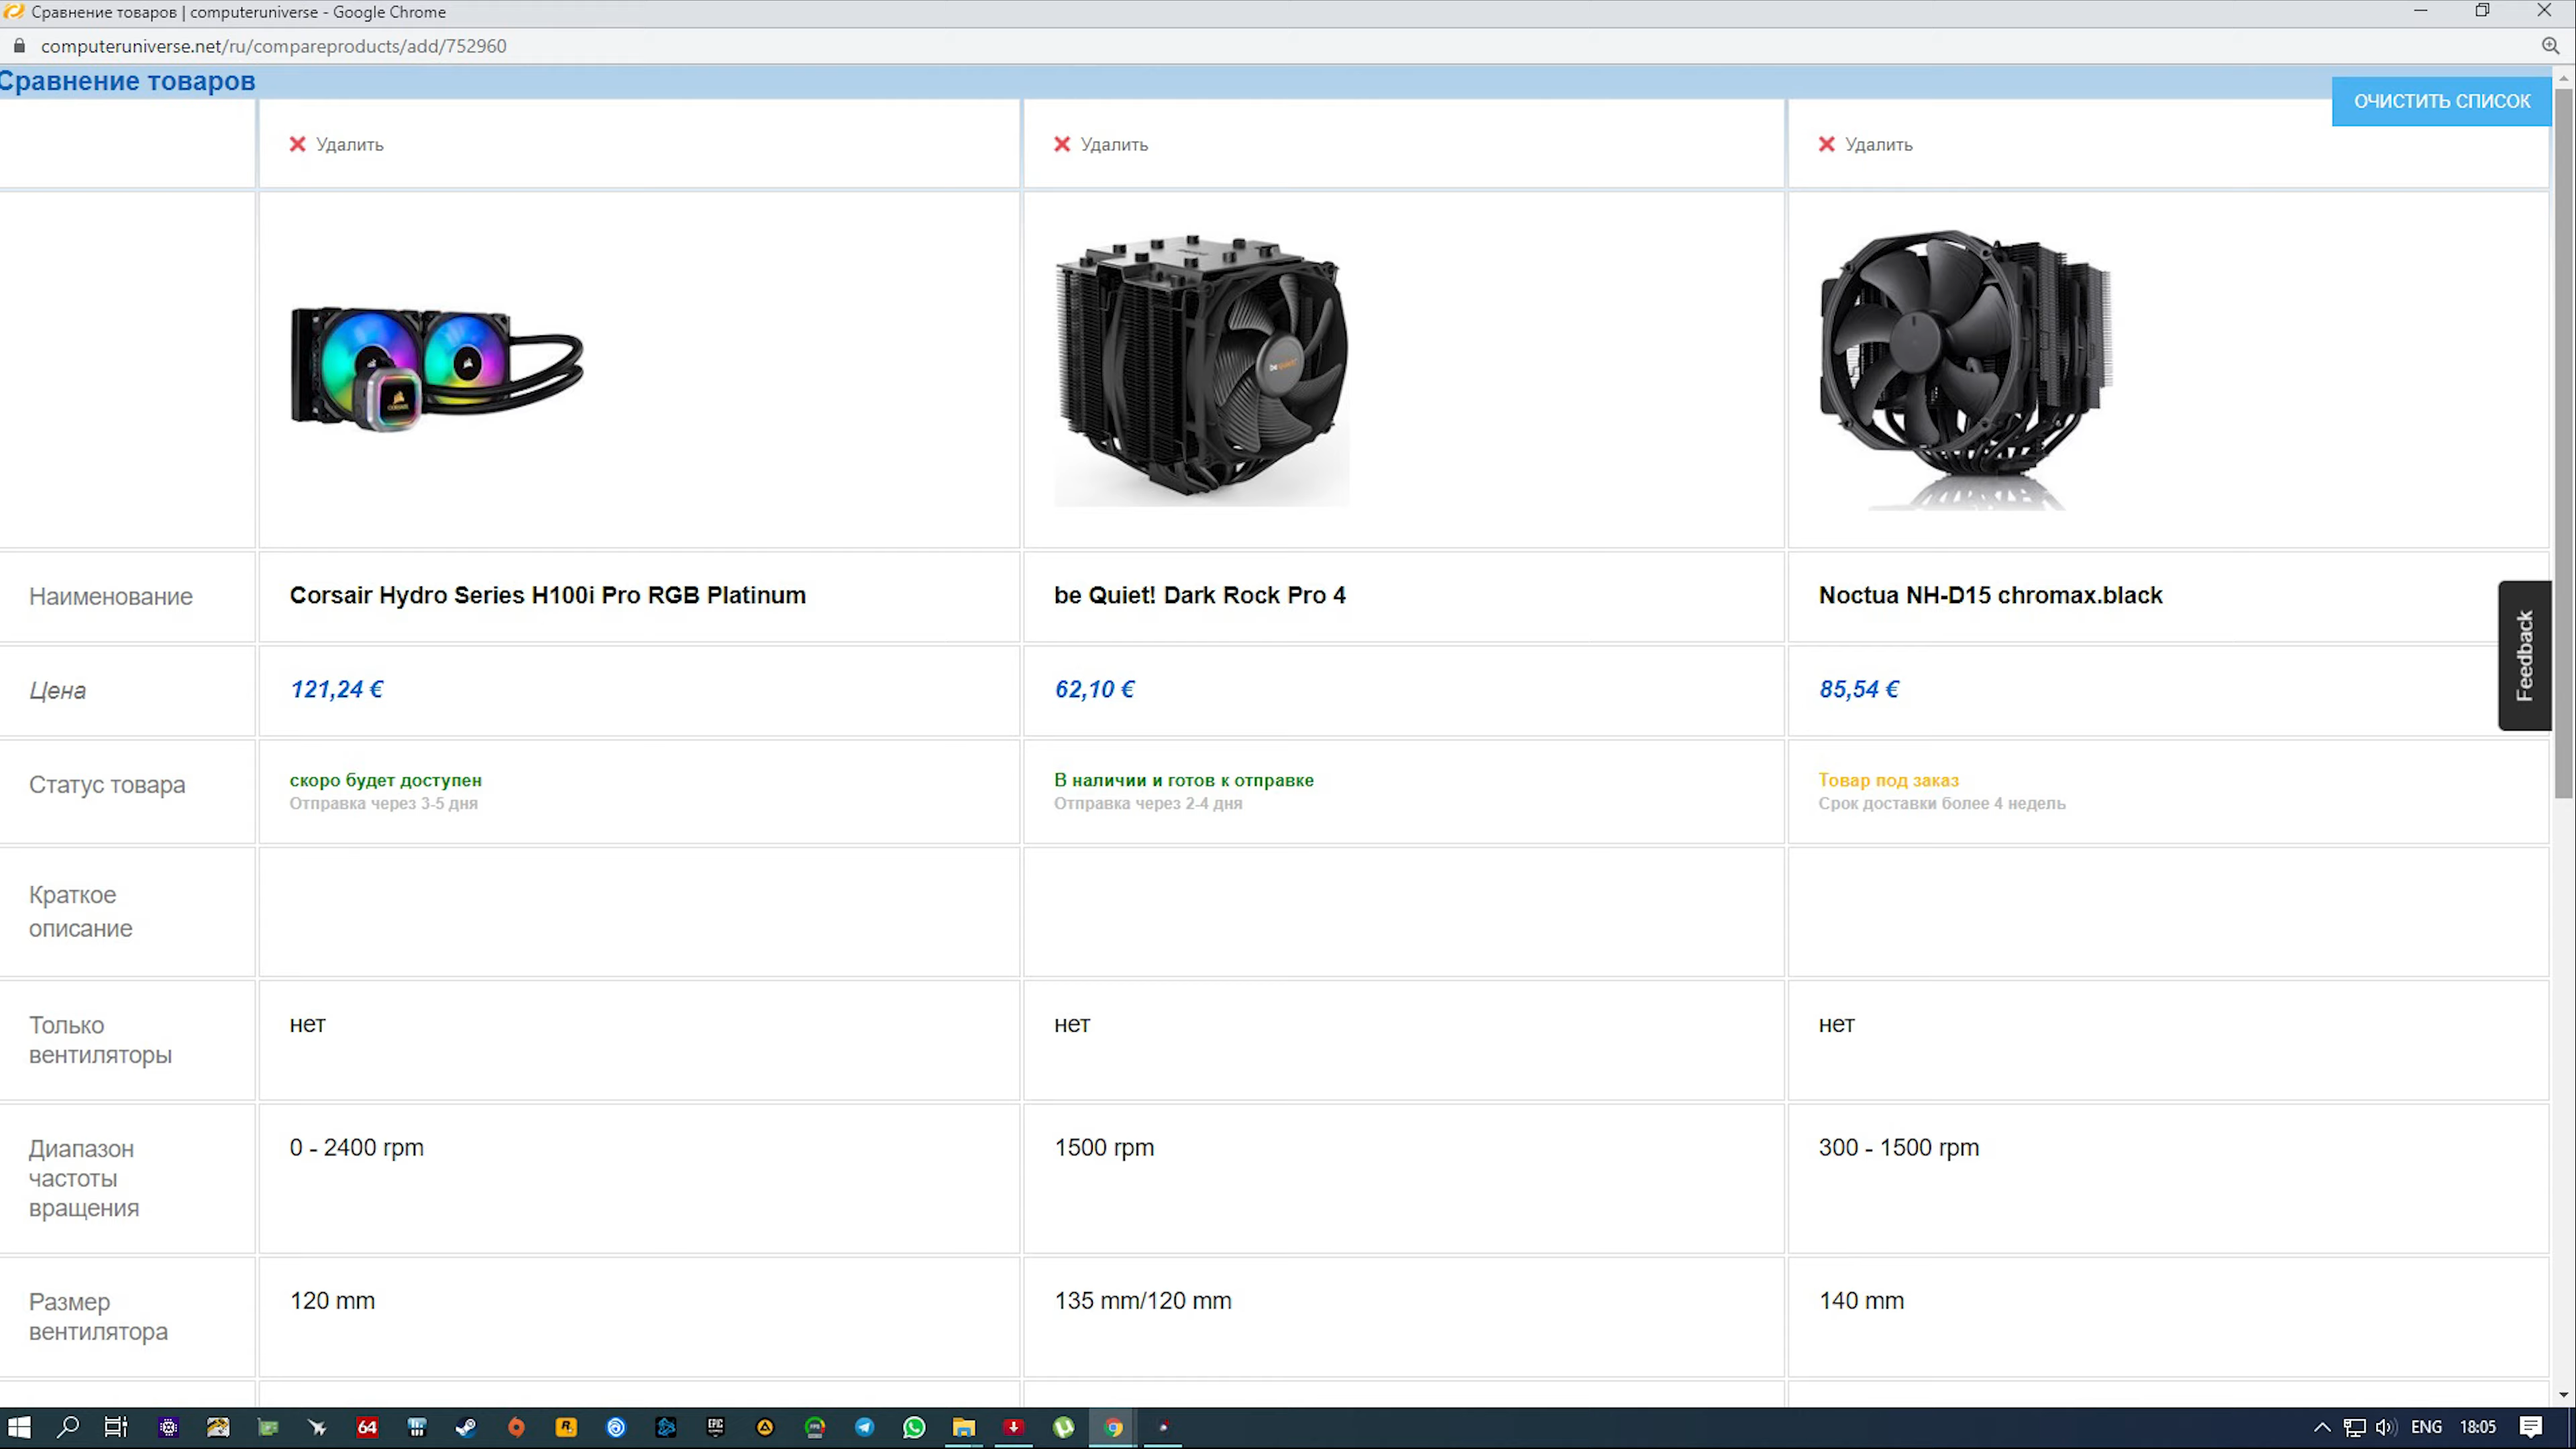 Сравнение товаров | computeruniverse - Google Chrome
computeruniverse.net/ru/compareproducts/add/752960
Сравнение товаров
ОЧИСТИТЬ СПИСОК
Удалить
Удалить
Удалить
Наименование
Corsair Hydro Series H100i Pro RGB Platinum
be Quiet! Dark Rock Pro 4
Noctua NH-D15 chromax.black
Feedback
Цена
121,24 €
62,10 €
85,54 €
Статус товара
скоро будет доступен
Отправка через 3-5 дня
В наличии и готов к отправке
Отправка через 2-4 дня
Товар под заказ
Срок доставки более 4 недель
Краткое
описание
Только
вентиляторы
нет
нет
нет
Диапазон
частоты
вращения
0 - 2400 rpm
1500 rpm
300 - 1500 rpm
Размер
вентилятора
120 mm
135 mm/120 mm
140 mm
64
EPIC
ENG
18:05